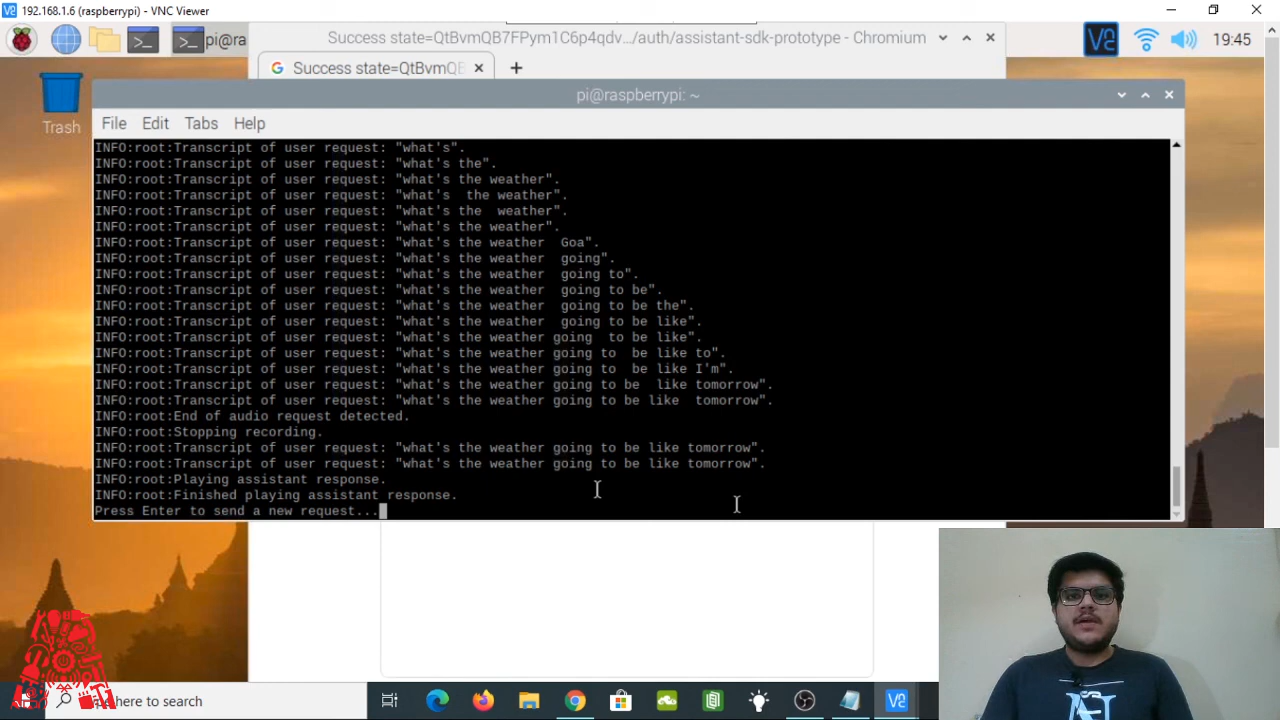 192.168.1.6 (raspberrypi) - VNC Viewer
pi@ra
Success state=QtBvmQB7FPym1C6p4qdv.../auth/assistant-sdk-prototype - Chromium
19:45
Success state=QtBvmQB
Trash
pi@raspberrypi: ~
File Edit Tabs Help
INFO:root:Transcript of user request: "what's".
INFO:root:Transcript of user request: "what's the".
INFO:root:Transcript of user request: "what's the weather".
INFO:root:Transcript of user request: "what's  the weather".
INFO:root:Transcript of user request: "what's the  weather".
INFO:root:Transcript of user request: "what's the weather".
INFO:root:Transcript of user request: "what's the weather  Goa".
INFO:root:Transcript of user request: "what's the weather  going".
INFO:root:Transcript of user request: "what's the weather  going to".
INFO:root:Transcript of user request: "what's the weather  going to be".
INFO:root:Transcript of user request: "what's the weather  going to be the".
INFO:root:Transcript of user request: "what's the weather  going to be like".
INFO:root:Transcript of user request: "what's the weather going  to be like".
INFO:root:Transcript of user request: "what's the weather going to  be like to".
INFO:root:Transcript of user request: "what's the weather going to  be like I'm".
INFO:root:Transcript of user request: "what's the weather going to be  like tomorrow".
INFO:root:Transcript of user request: "what's the weather going to be like  tomorrow".
INFO:root:End of audio request detected.
INFO:root:Stopping recording.
INFO:root:Transcript of user request: "what's the weather going to be like tomorrow".
INFO:root:Transcript of user request: "what's the weather going to be like tomorrow".
INFO:root:Playing assistant response.
INFO:root:Finished playing assistant response.
Press Enter to send a new request...
here to search